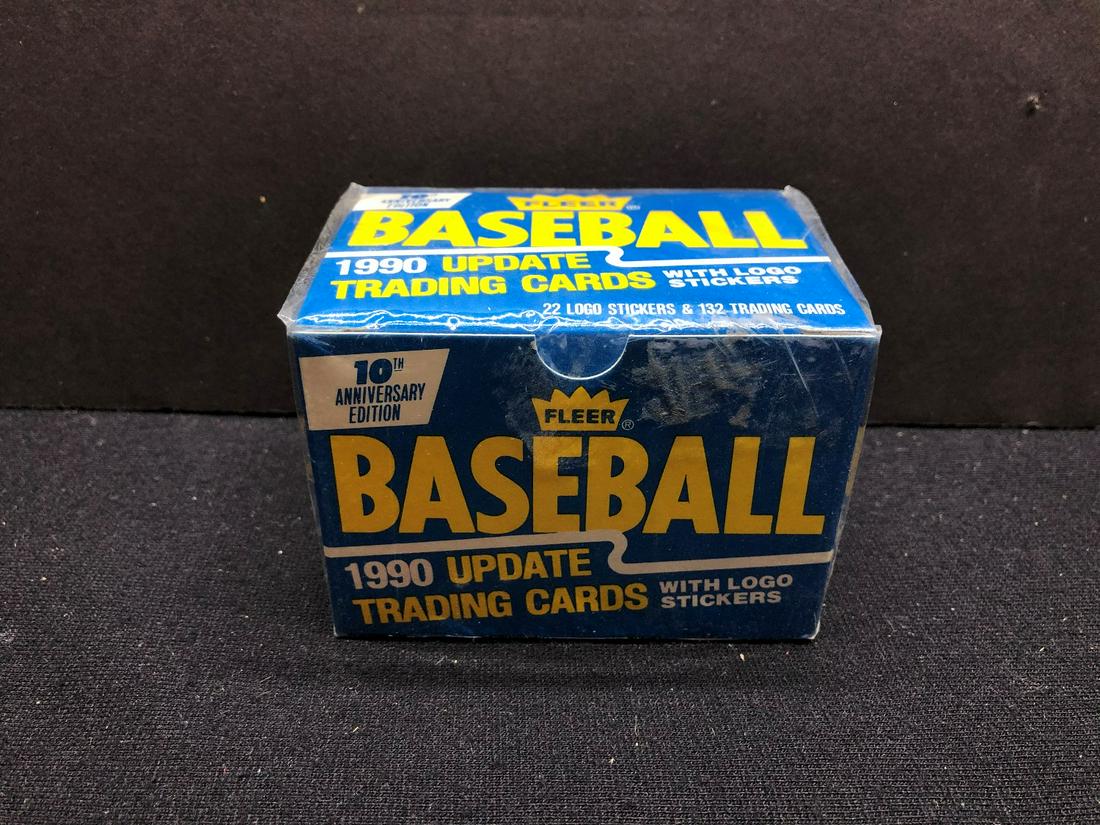 10TH
ANNIVERSARY
EDITION
FLEER®
BASEBALL
1990 UPDATE
TRADING CARDS
WITH LOGO
STICKERS
22 LOGO STICKERS & 132 TRADING CARDS
10TH
ANNIVERSARY
EDITION
FLEER®
BASEBALL
1990 UPDATE
TRADING CARDS
WITH LOGO
STICKERS